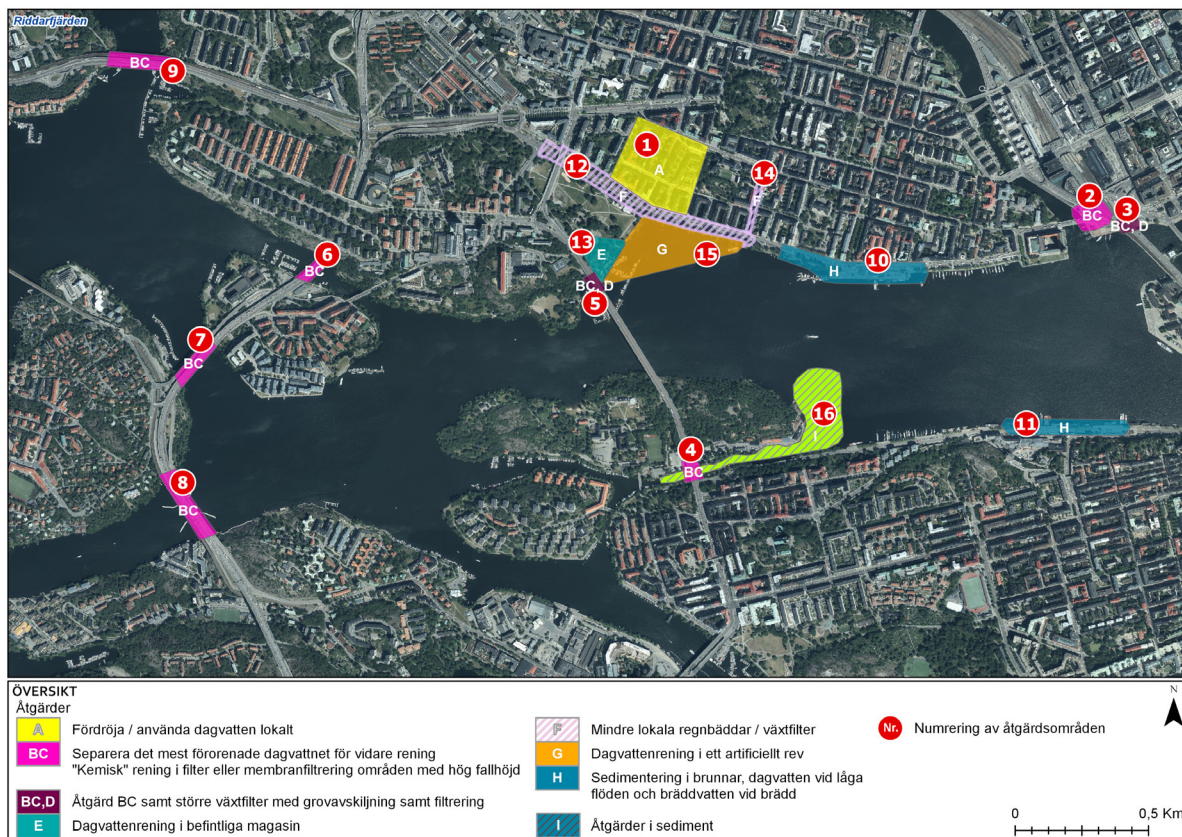 Riddarfjärden
BC
9
1
A
12
F
14
F
2
BC
3
BC, D
13
E
G
15
H
10
6
BC
BC, D
5
7
BC
16
I
11
H
4
BC
8
BC
ÖVERSIKT
Åtgärder
A Fördröja / använda dagvatten lokalt
BC Separera det mest förorenade dagvattnet för vidare rening
"Kemisk" rening i filter eller membranfiltrering områden med hög fallhöjd
BC,D Åtgärd BC samt större växtfilter med grovavskiljning samt filtrering
E Dagvattenrening i befintliga magasin
F Mindre lokala regnbäddar / växtfilter
G Dagvattenrening i ett artificiellt rev
H Sedimentering i brunnar, dagvatten vid låga
flöden och bräddvatten vid brädd
I Åtgärder i sediment
Nr. Numrering av åtgärdsområden
N
0 0,5 Km